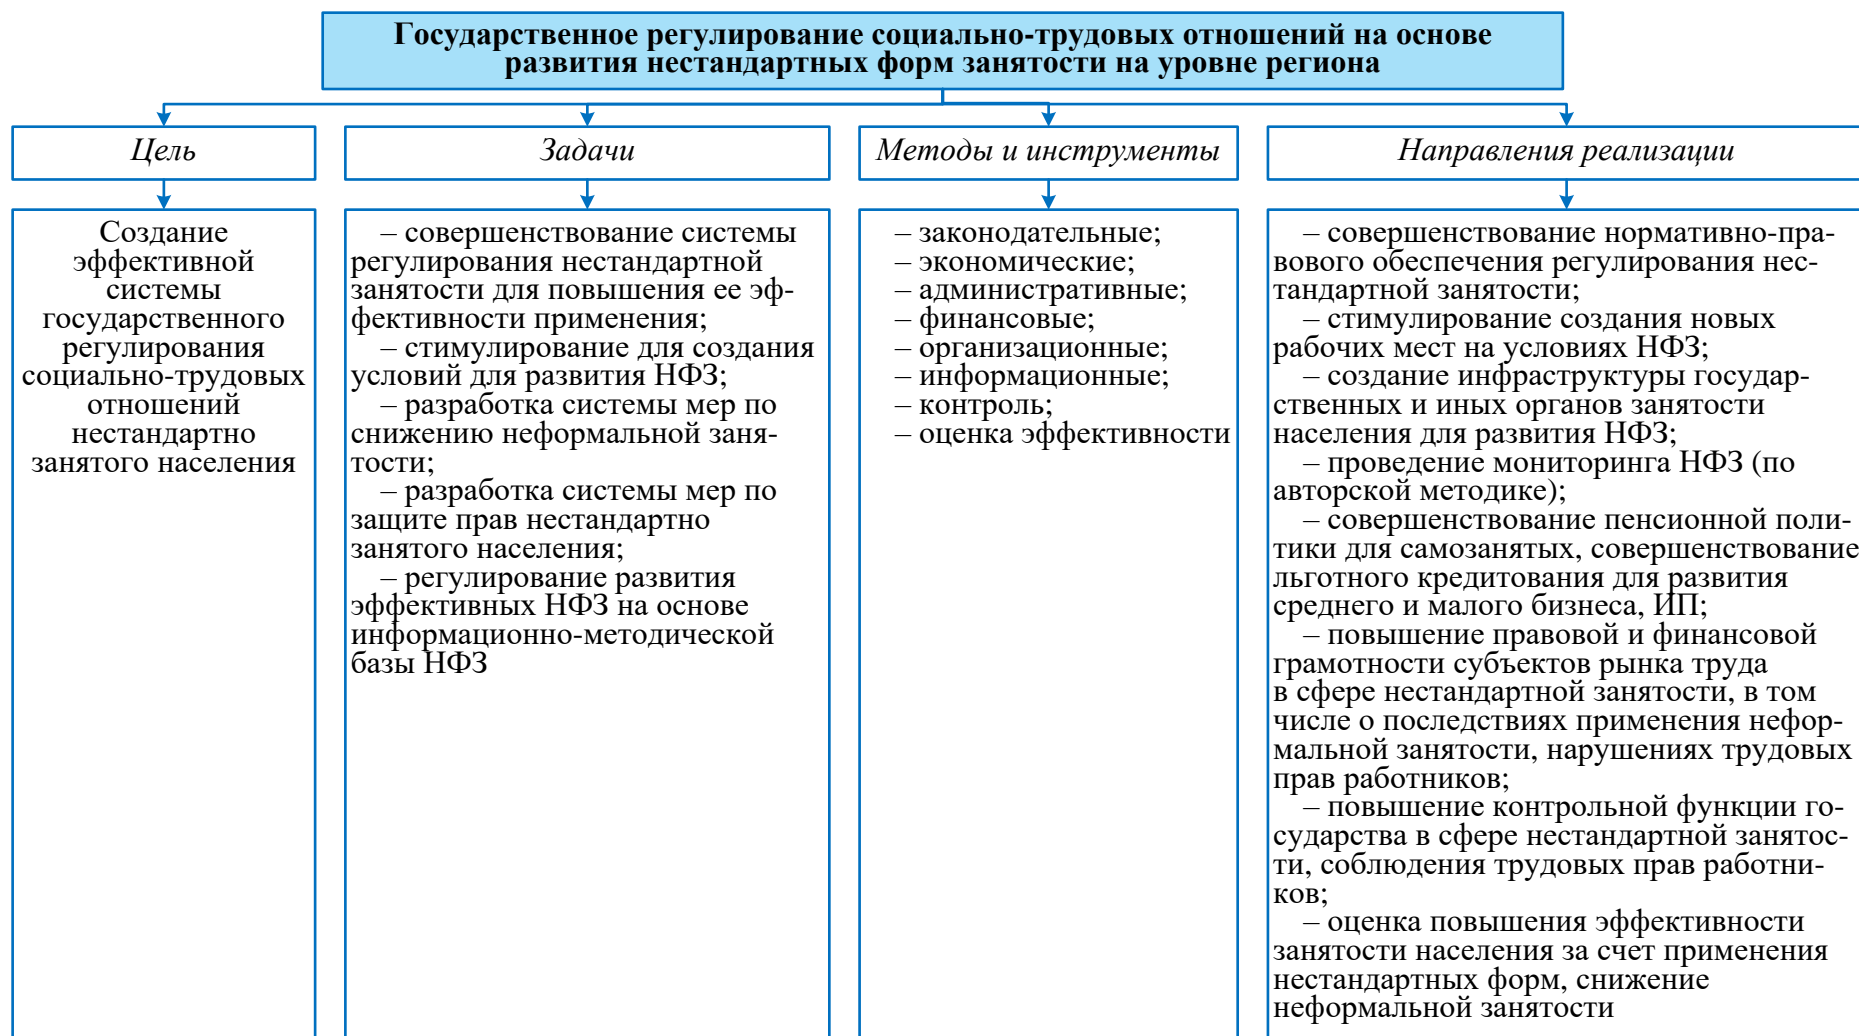 Государственное регулирование социально-трудовых отношений на основе
развития нестандартных форм занятости на уровне региона
Цель
Создание
эффективной
системы
государственного
регулирования
социально-трудовых
отношений
нестандартно
занятого населения
Задачи
– совершенствование системы
регулирования нестандартной
занятости для повышения ее эф-
фективности применения;
– стимулирование для создания
условий для развития НФЗ;
– разработка системы мер по
снижению неформальной заня-
тости;
– разработка системы мер по
защите прав нестандартно
занятого населения;
– регулирование развития
эффективных НФЗ на основе
информационно-методической
базы НФЗ
Методы и инструменты
– законодательные;
– экономические;
– административные;
– финансовые;
– организационные;
– информационные;
– контроль;
– оценка эффективности
Направления реализации
– совершенствование нормативно-пра-
вового обеспечения регулирования нес-
тандартной занятости;
– стимулирование создания новых
рабочих мест на условиях НФЗ;
– создание инфраструктуры государ-
ственных и иных органов занятости
населения для развития НФЗ;
– проведение мониторинга НФЗ (по
авторской методике);
– совершенствование пенсионной поли-
тики для самозанятых, совершенствование
льготного кредитования для развития
среднего и малого бизнеса, ИП;
– повышение правовой и финансовой
грамотности субъектов рынка труда
в сфере нестандартной занятости, в том
числе о последствиях применения нефор-
мальной занятости, нарушениях трудовых
прав работников;
– повышение контрольной функции го-
сударства в сфере нестандартной занятос-
ти, соблюдения трудовых прав работни-
ков;
– оценка повышения эффективности
занятости населения за счет применения
нестандартных форм, снижение
неформальной занятости